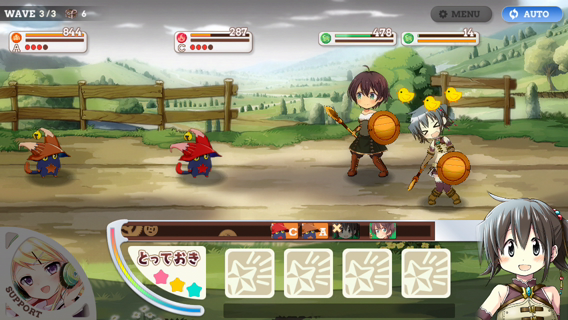 WAVE 3/3 6
MENU
AUTO
844
A
287
C
478
14
C A
とっておき
SUPPORT